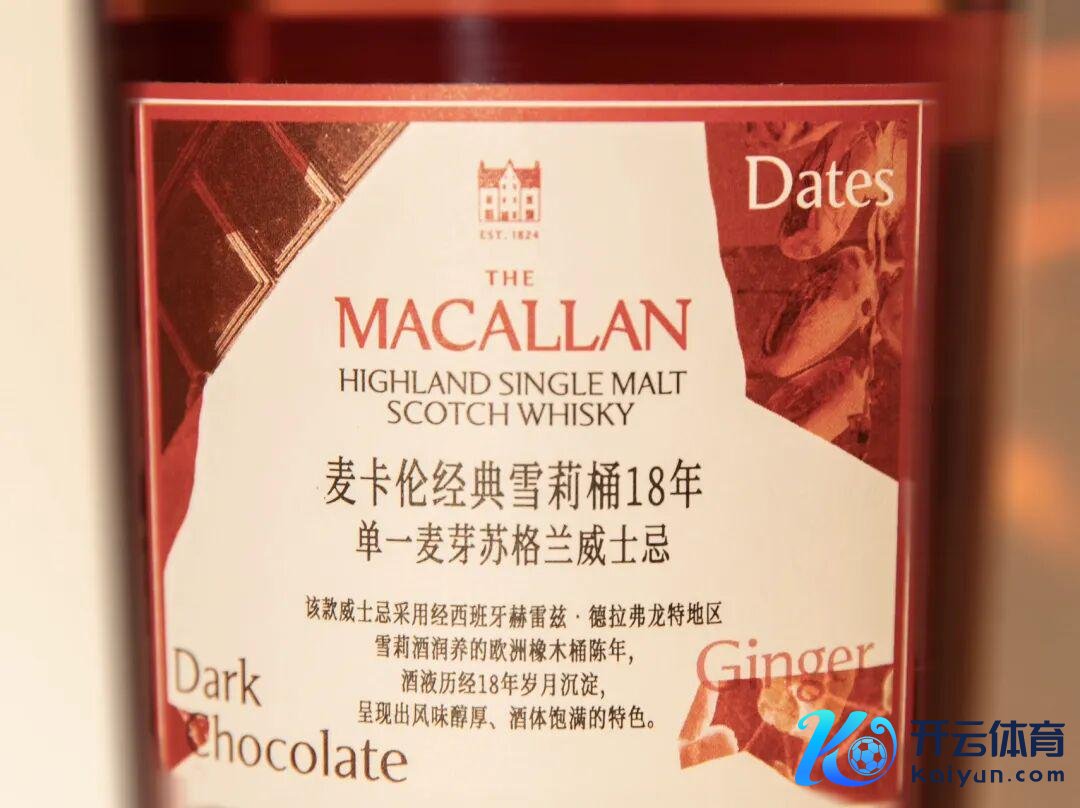 Dates
EST. 1824
THE
MACALLAN
HIGHLAND SINGLE MALT
SCOTCH WHISKY
麦卡伦经典雪莉桶18年
单一麦芽苏格兰威士忌
该款威士忌采用经西班牙赫雷兹·德拉弗龙特地区
雪莉酒润养的欧洲橡木桶陈年，
酒液历经18年岁月沉淀，
呈现出风味醇厚、酒体饱满的特色。
Ginger
Dark
Chocolate
开云体育
kaiyun.com